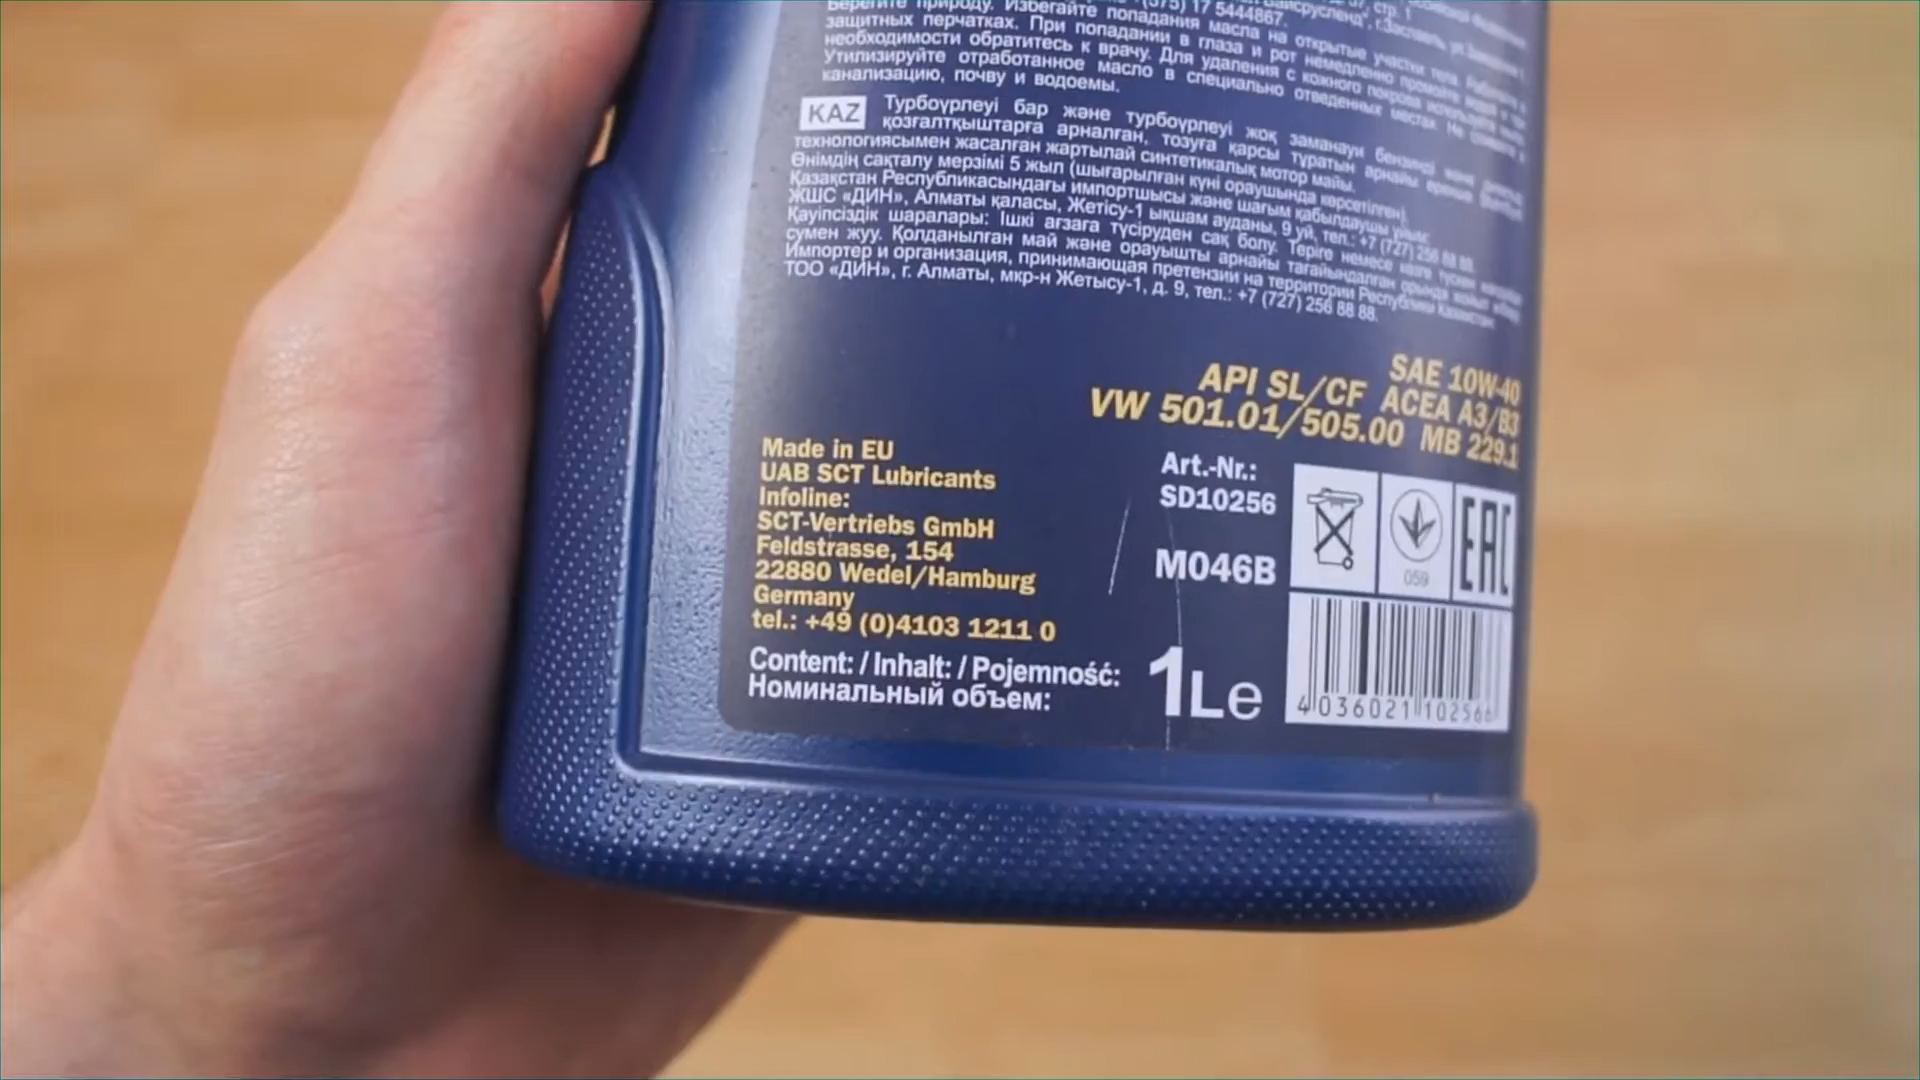 Берегите природу. Избегайте попадания масла на открытые участки тела. Работайте в
защитных перчатках. При попадании в глаза и рот немедленно промойте водой и при
необходимости обратитесь к врачу. Для удаления с кожного покрова используйте мыло.
Утилизируйте отработанное масло в специально отведенных местах. Не сливайте в
канализацию, почву и водоемы.
KAZ Турбоүрлеуі бар және турбоүрлеуі жоқ заманауи бензинді және
қозғалтқыштарға арналған, тозуға қарсы тұратын арнайы
технологиясымен жасалған жартылай синтетикалық мотор майы.
Өнімдің сақталу мерзімі 5 жыл (шығарылған күні ораушында көрсетілген).
Қазақстан Республикасындағы импортшысы және шағым қабылдаушы ұйым:
ЖШС «ДИН», Алматы қаласы, Жетісу-1 ықшам ауданы, 9 үй, тел.: +7 (727) 256 88 88.
Қауіпсіздік шаралары: Ішкі ағзаға түсіруден сақ болу. Теріге немесе көзге түскен
сумен жуу. Қолданылған май және орауышты арнайы тағайындалған орында
Импортер и организация, принимающая претензии на территории Республики Казахстан:
ТОО «ДИН», г. Алматы, мкр-н Жетысу-1, д. 9, тел.: +7 (727) 256 88 88.
SAE 10W-40
API SL/CF ACEA A3/B3
VW 501.01/505.00 MB 229.1
Made in EU
UAB SCT Lubricants
Infoline:
SCT-Vertriebs GmbH
Feldstrasse, 154
22880 Wedel/Hamburg
Germany
tel.: +49 (0)4103 1211 0
Art.-Nr.:
SD10256
M046B
059
EAC
Content: / Inhalt: / Pojemność:
Номинальный объем:
1Le
4 036021 102566